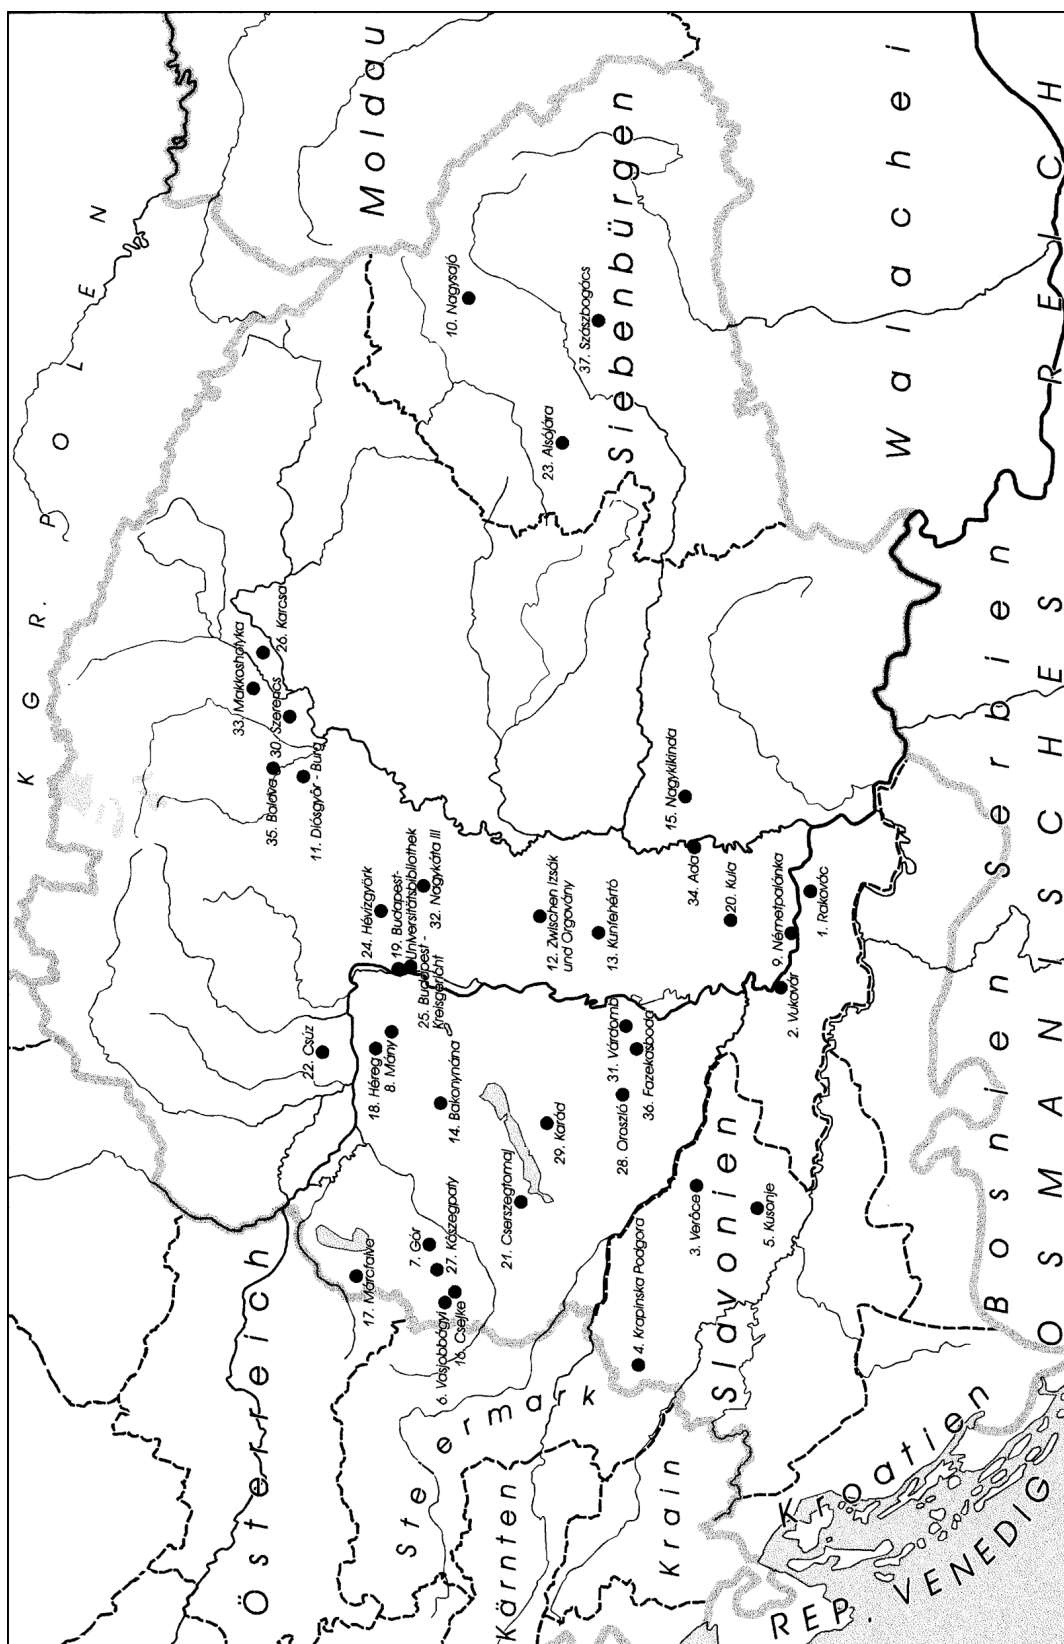 KGR. POLEN
Moldau
Walachei
Siebenbürgen
Österreich
Steiermark
Kärnten
Krain
Slavonien
Kroatien
Bosnien
Serbien
OSMANISCHES REICH
REP. VENEDIG
1. Rakovác
2. Vukovár
3. Verőce
4. Krapinska Podgora
5. Kusonje
6. Vasjobbágyi
7. Gór
8. Mány
9. Németpalánka
10. Nagysajó
11. Diósgyőr - Burg
12. Zwischen Izsák
und Orgovány
13. Kunfehértó
14. Bakonynána
15. Nagykikinda
16. Csejke
17. Márcfalva
18. Héreg
19. Budapest-
Universitätsbibliothek
20. Kula
21. Cserszegtomaj
22. Csúz
23. Alsójára
24. Hévízgyörk
25. Budapest-
Kreisgericht
26. Karcsa
27. Kőszegpaty
28. Oroszló
29. Karád
30. Szerencs
31. Várdomb
32. Nagykáta III
33. Makkoshotyka
34. Ada
35. Boldva
36. Fazekasboda
37. Szászbogács